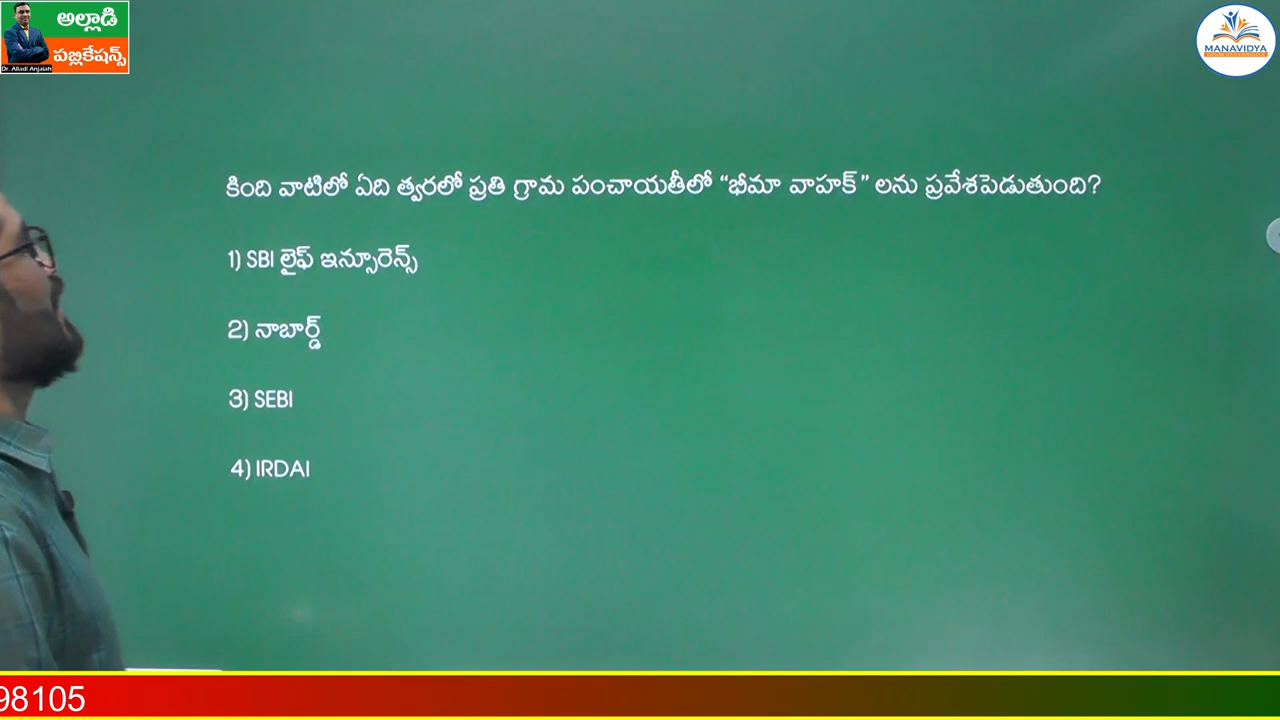 అల్లాడి
పబ్లికేషన్స్
Dr. Alladi Anjaiah
MANAVIDYA
కింది వాటిలో ఏది త్వరలో ప్రతి గ్రామ పంచాయతీలో “భీమా వాహక్” లను ప్రవేశపెడుతుంది?
1) SBI లైఫ్ ఇన్సూరెన్స్
2) నాబార్డ్
3) SEBI
4) IRDAI
98105